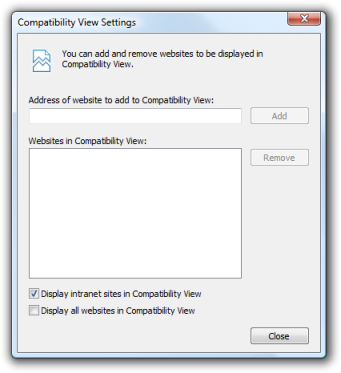 Compatibility View Settings
You can add and remove websites to be displayed in
Compatibility View.
Address of website to add to Compatibility View:
Add
Websites in Compatibility View:
Remove
Display intranet sites in Compatibility View
Display all websites in Compatibility View
Close